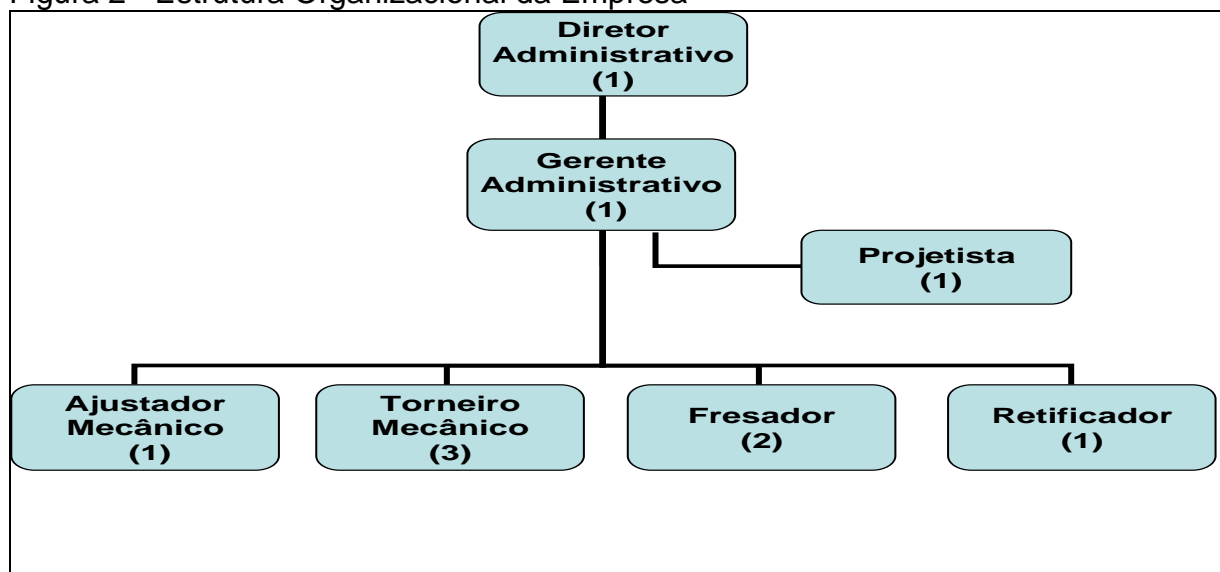 Figura 2 - Estrutura Organizacional da Empresa
Diretor
Administrativo
(1)
Gerente
Administrativo
(1)
Projetista
(1)
Ajustador
Mecânico
(1)
Torneiro
Mecânico
(3)
Fresador
(2)
Retificador
(1)